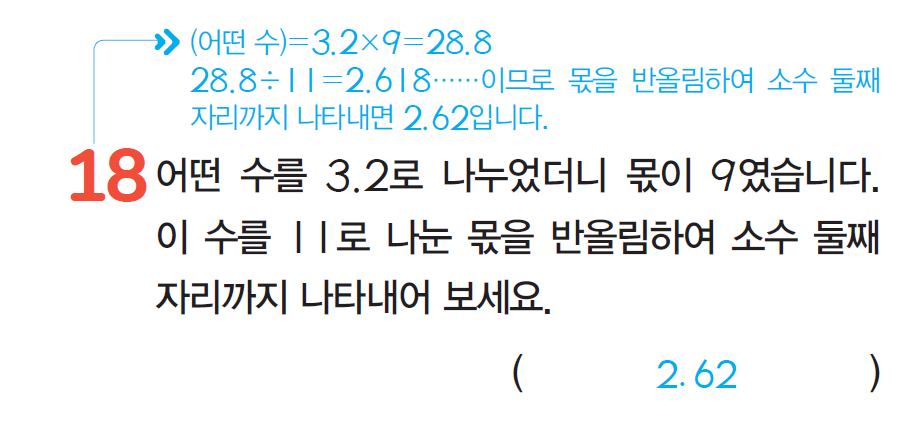 (어떤 수)=3.2×9=28.8
28.8÷11=2.618……이므로 몫을 반올림하여 소수 둘째
자리까지 나타내면 2.62입니다.
18 어떤 수를 3.2로 나누었더니 몫이 9였습니다.
이 수를 11로 나눈 몫을 반올림하여 소수 둘째
자리까지 나타내어 보세요.
( 2.62 )